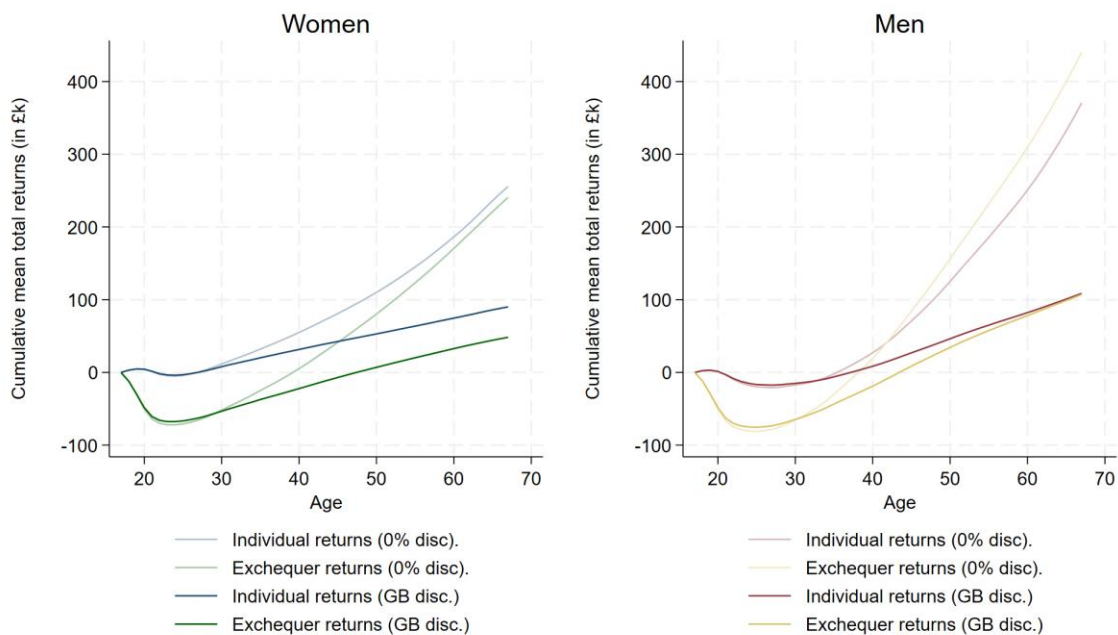 Women
Cumulative mean total returns (in £k)
400
300
200
100
0
-100
20 30 40 50 60 70
Age
Individual returns (0% disc).
Exchequer returns (0% disc).
Individual returns (GB disc.)
Exchequer returns (GB disc.)
Men
Cumulative mean total returns (in £k)
400
300
200
100
0
-100
20 30 40 50 60 70
Age
Individual returns (0% disc).
Exchequer returns (0% disc).
Individual returns (GB disc.)
Exchequer returns (GB disc.)